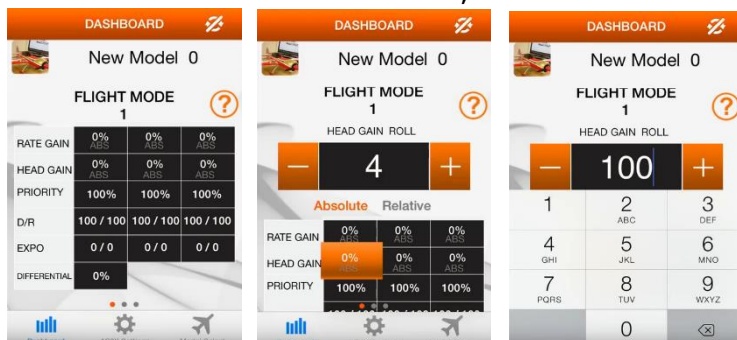 DASHBOARD
New Model 0
FLIGHT MODE
1
?
RATE GAIN 0% ABS 0% ABS 0% ABS
HEAD GAIN 0% ABS 0% ABS 0% ABS
PRIORITY 100% 100% 100%
D/R 100 / 100 100 / 100 100 / 100
EXPO 0 / 0 0 / 0 0 / 0
DIFFERENTIAL 0%
DASHBOARD
New Model 0
FLIGHT MODE
1
?
HEAD GAIN ROLL
− 4 +
Absolute Relative
RATE GAIN 0% ABS 0% ABS 0% ABS
HEAD GAIN 0% ABS 0% ABS 0% ABS
PRIORITY 100% 100% 100%
DASHBOARD
New Model 0
FLIGHT MODE
1
?
HEAD GAIN ROLL
− 100 +
1 2 ABC 3 DEF
4 GHI 5 JKL 6 MNO
7 PQRS 8 TUV 9 WXYZ
0